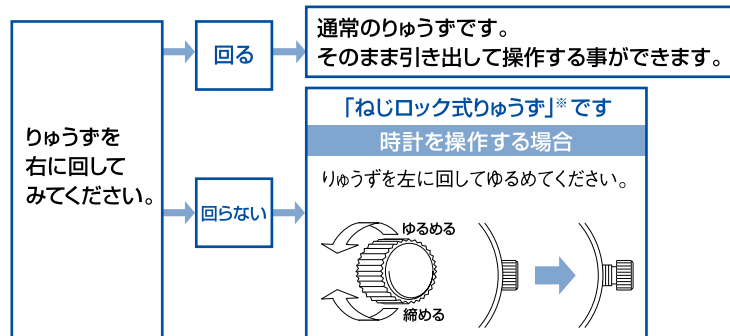 りゅうずを
右に回して
みてください。
回る
通常のりゅうずです。
そのまま引き出して操作する事ができます。
回らない
「ねじロック式りゅうず」※です
時計を操作する場合
りゅうずを左に回してゆるめてください。
ゆるめる
締める